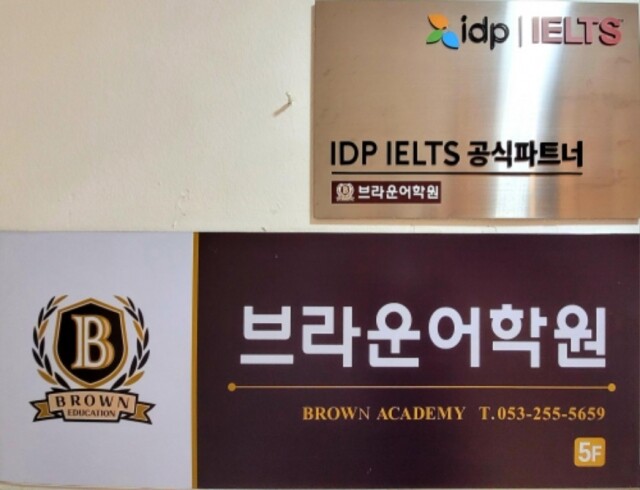 idp | IELTS
IDP IELTS 공식파트너
브라운어학원
B
BROWN
EDUCATION
브라운어학원
BROWN ACADEMY T.053-255-5659
5F